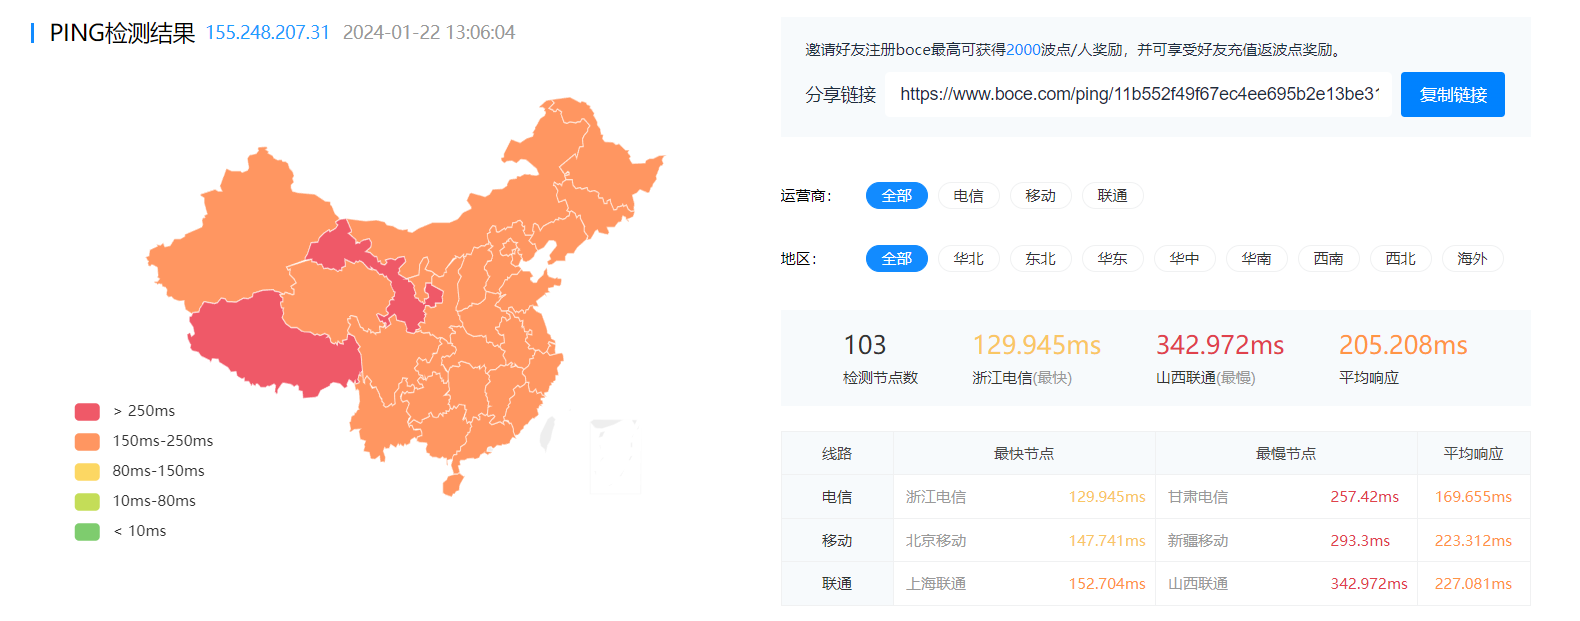 PING检测结果 155.248.207.31 2024-01-22 13:06:04
> 250ms
150ms-250ms
80ms-150ms
10ms-80ms
< 10ms
邀请好友注册boce最高可获得2000波点/人奖励，并可享受好友充值返波点奖励。
分享链接 https://www.boce.com/ping/11b552f49f67ec4ee695b2e13be31 复制链接
运营商： 全部 电信 移动 联通
地区： 全部 华北 东北 华东 华中 华南 西南 西北 海外
103 129.945ms 342.972ms 205.208ms
检测节点数 浙江电信(最快) 山西联通(最慢) 平均响应
线路 最快节点 最慢节点 平均响应
电信 浙江电信 129.945ms 甘肃电信 257.42ms 169.655ms
移动 北京移动 147.741ms 新疆移动 293.3ms 223.312ms
联通 上海联通 152.704ms 山西联通 342.972ms 227.081ms